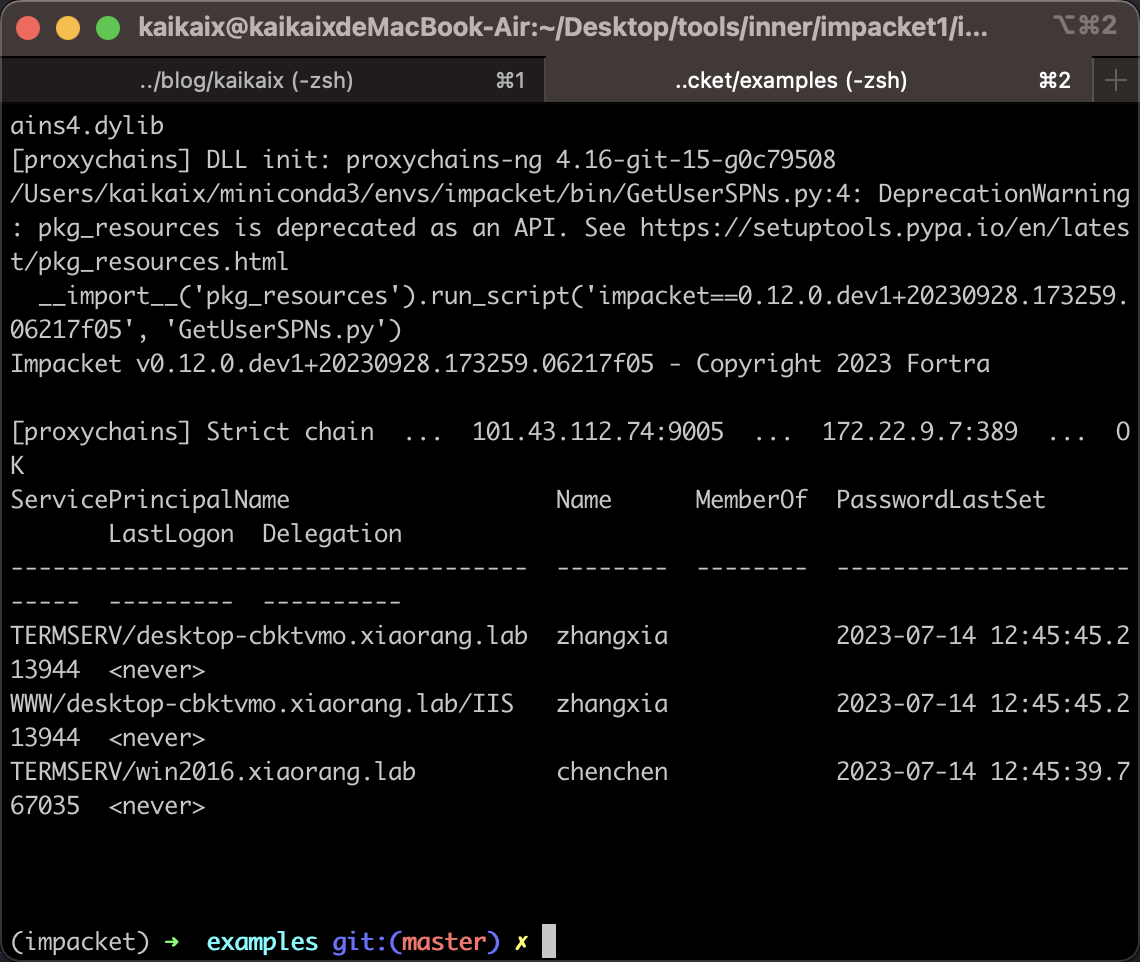 kaikaix@kaikaixdeMacBook-Air:~/Desktop/tools/inner/impacket1/i... ⌥⌘2
../blog/kaikaix (-zsh) ⌘1 ..cket/examples (-zsh) ⌘2 +
ains4.dylib
[proxychains] DLL init: proxychains-ng 4.16-git-15-g0c79508
/Users/kaikaix/miniconda3/envs/impacket/bin/GetUserSPNs.py:4: DeprecationWarning
: pkg_resources is deprecated as an API. See https://setuptools.pypa.io/en/lates
t/pkg_resources.html
  __import__('pkg_resources').run_script('impacket==0.12.0.dev1+20230928.173259.
06217f05', 'GetUserSPNs.py')
Impacket v0.12.0.dev1+20230928.173259.06217f05 - Copyright 2023 Fortra
[proxychains] Strict chain  ...  101.43.112.74:9005  ...  172.22.9.7:389  ...  O
K
ServicePrincipalName                   Name      MemberOf  PasswordLastSet
       LastLogon  Delegation
-------------------------------------  --------  --------  ---------------------
-----  ---------  ----------
TERMSERV/desktop-cbktvmo.xiaorang.lab  zhangxia            2023-07-14 12:45:45.2
13944  <never>
WWW/desktop-cbktvmo.xiaorang.lab/IIS   zhangxia            2023-07-14 12:45:45.2
13944  <never>
TERMSERV/win2016.xiaorang.lab          chenchen            2023-07-14 12:45:39.7
67035  <never>
(impacket) ➜  examples git:(master) ✗